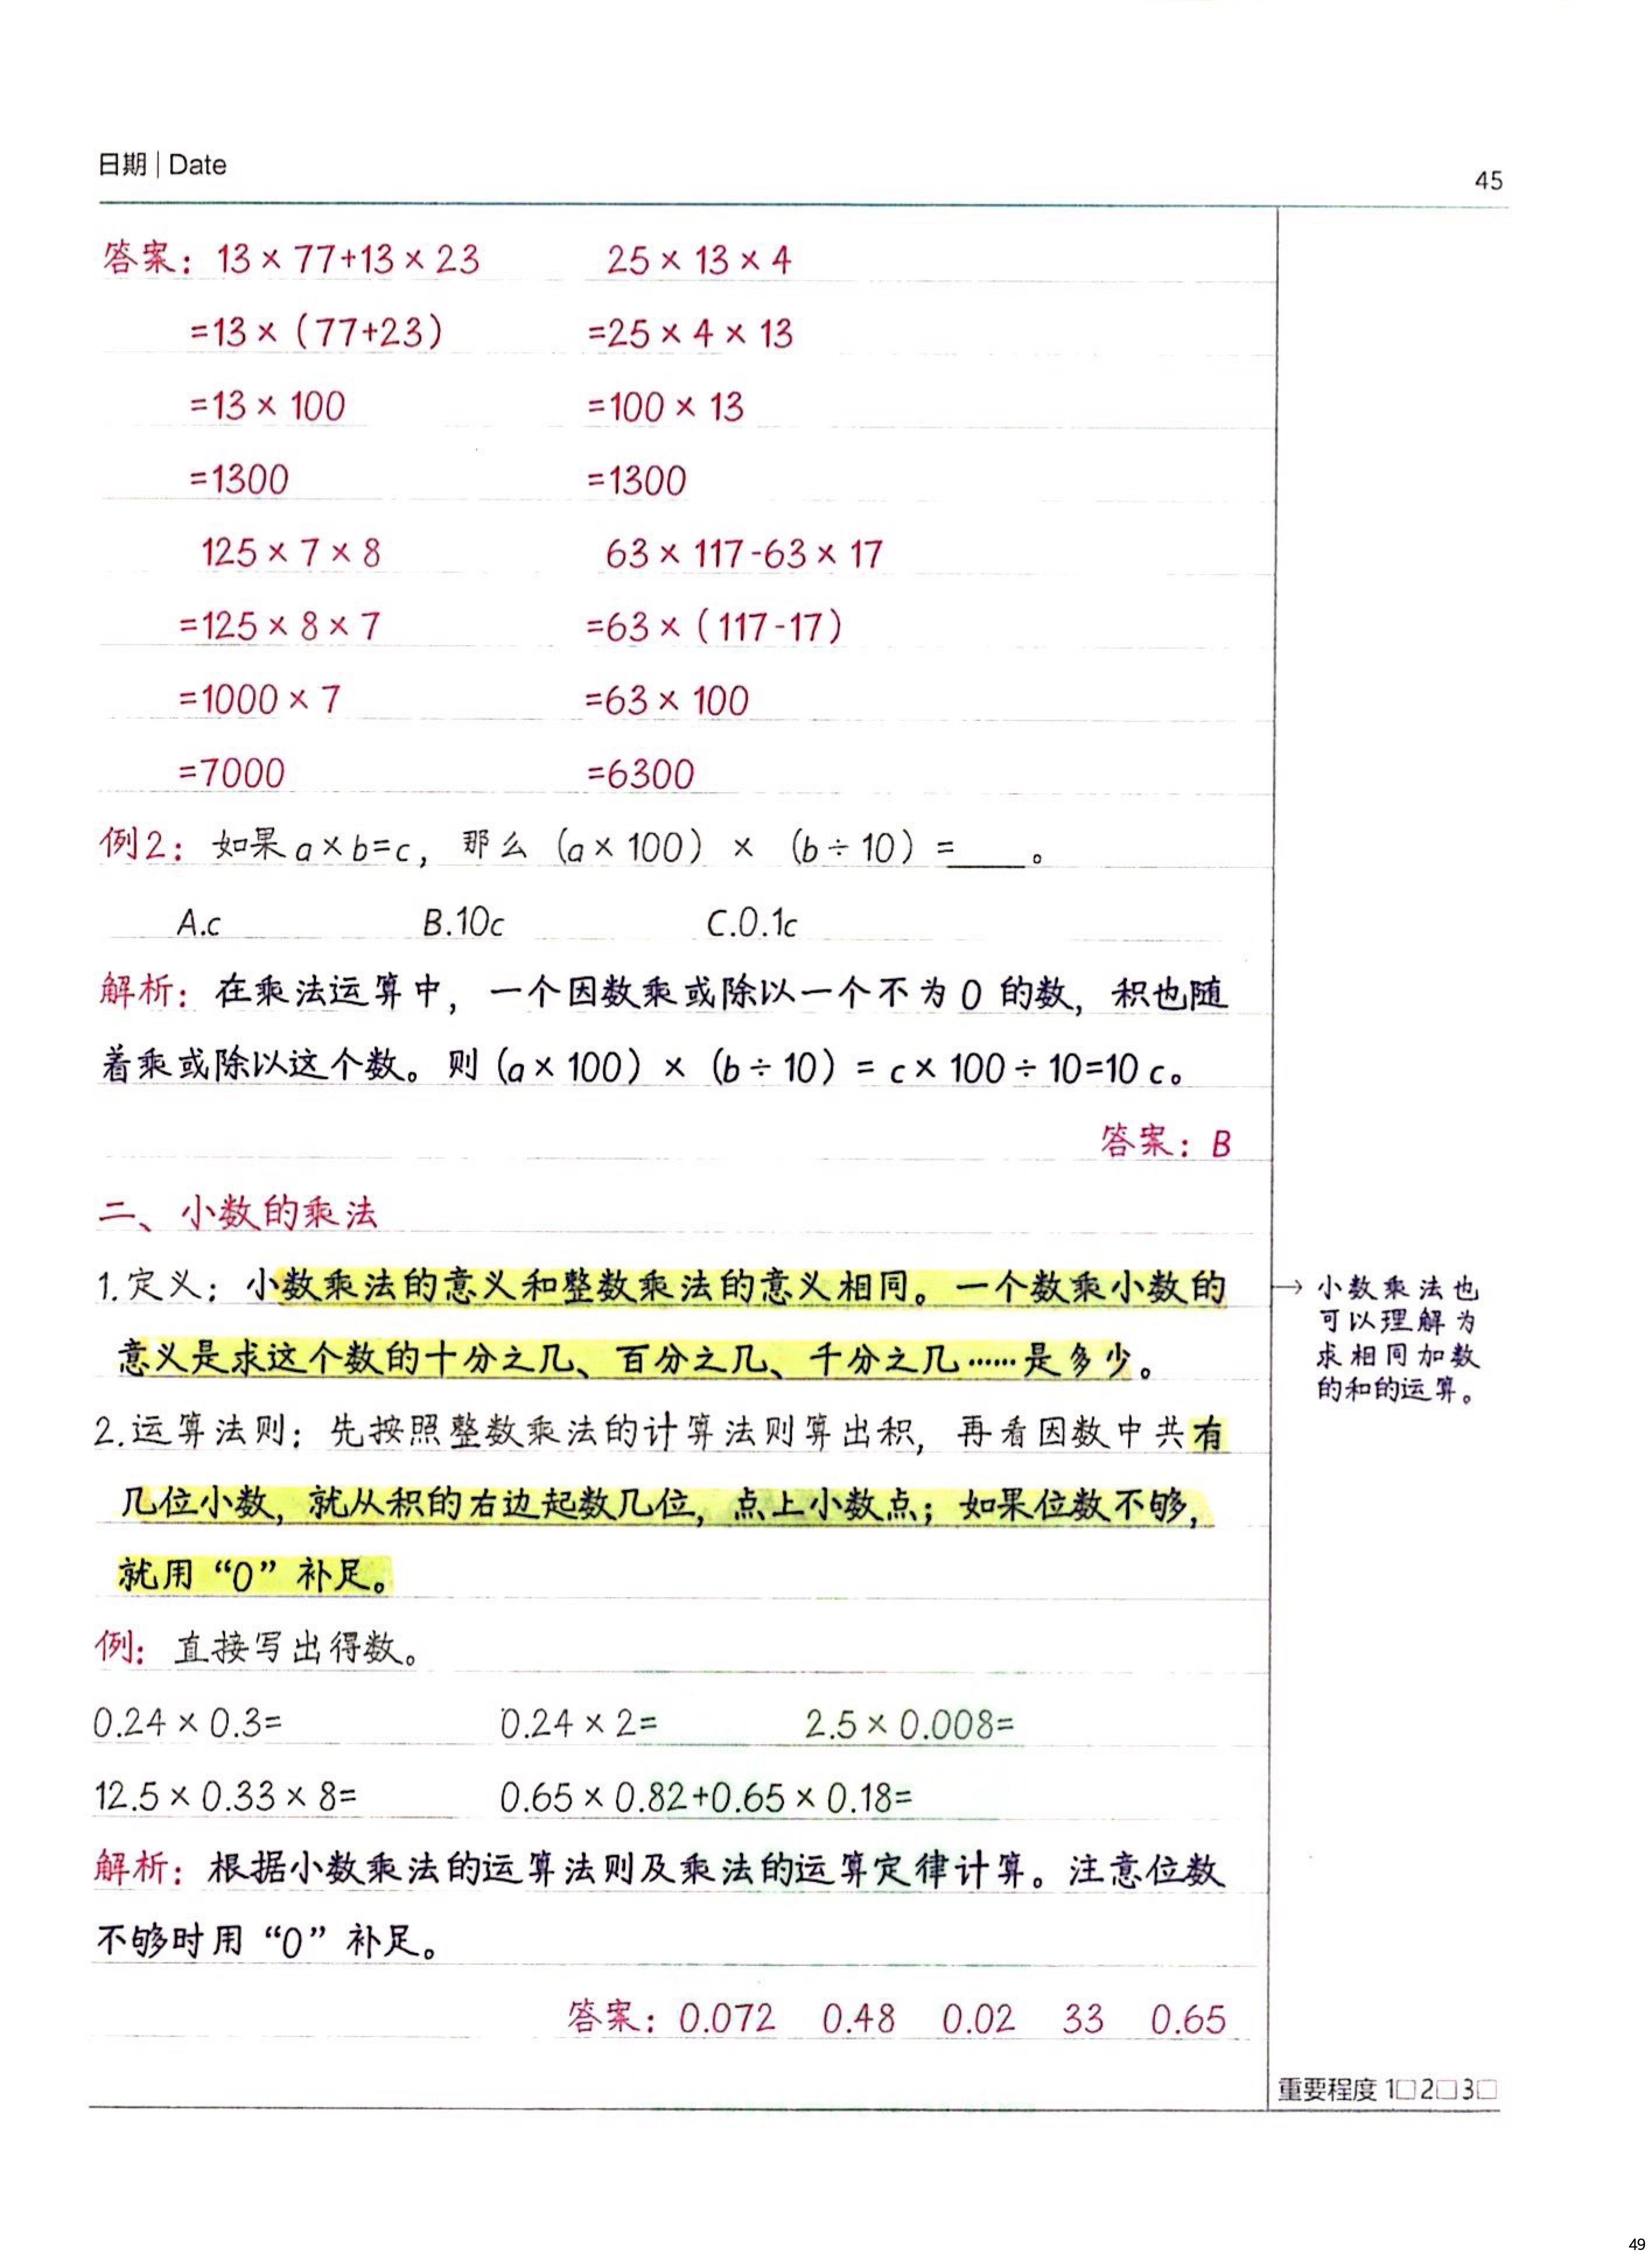 日期 | Date
45
答案：13×77+13×23 25×13×4
=13×（77+23） =25×4×13
=13×100 =100×13
=1300 =1300
125×7×8 63×117-63×17
=125×8×7 =63×（117-17）
=1000×7 =63×100
=7000 =6300
例2：如果a×b=c，那么（a×100）×（b÷10）=____。
A.c B.10c C.0.1c
解析：在乘法运算中，一个因数乘或除以一个不为0的数，积也随
着乘或除以这个数。则（a×100）×（b÷10）=c×100÷10=10c。
答案：B
二、小数的乘法
1.定义：小数乘法的意义和整数乘法的意义相同。一个数乘小数的
意义是求这个数的十分之几、百分之几、千分之几……是多少。
→小数乘法也
可以理解为
求相同加数
的和的运算。
2.运算法则：先按照整数乘法的计算法则算出积，再看因数中共有
几位小数，就从积的右边起数几位，点上小数点；如果位数不够，
就用“0”补足。
例：直接写出得数。
0.24×0.3= 0.24×2= 2.5×0.008=
12.5×0.33×8= 0.65×0.82+0.65×0.18=
解析：根据小数乘法的运算法则及乘法的运算定律计算。注意位数
不够时用“0”补足。
答案：0.072 0.48 0.02 33 0.65
重要程度 1□2□3□
49